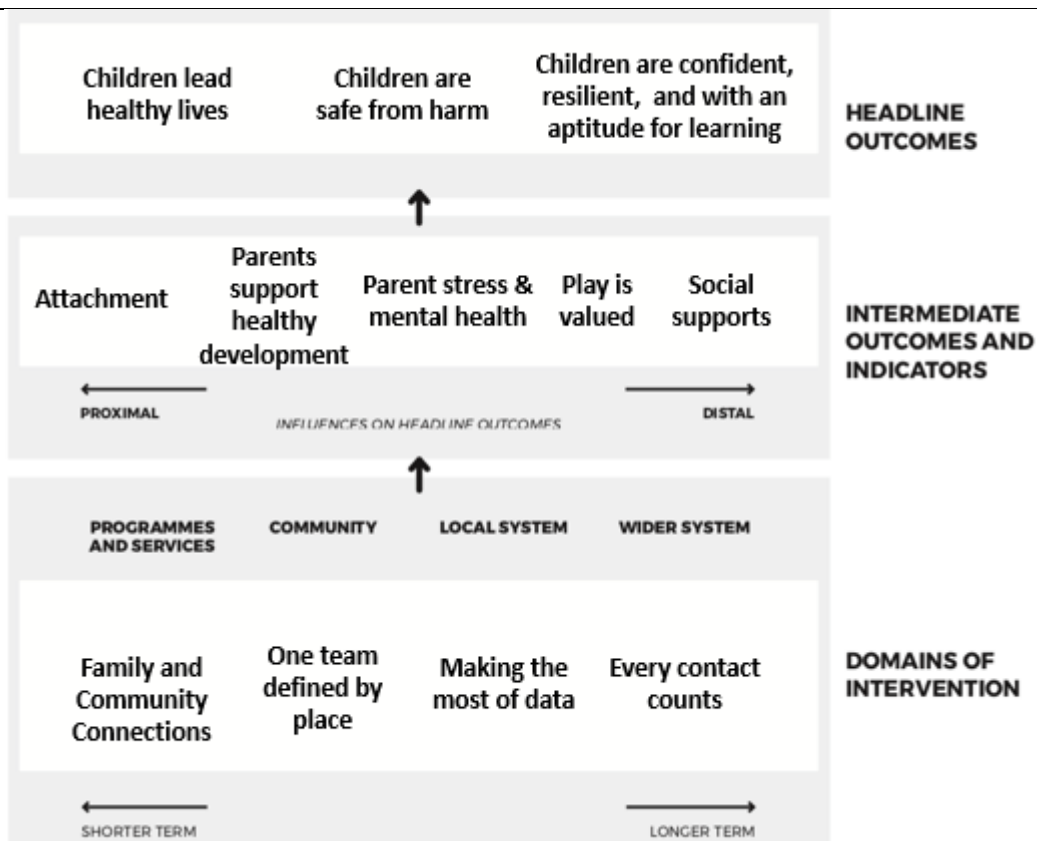 Children lead
healthy lives
Children are
safe from harm
Children are confident,
resilient, and with an
aptitude for learning
HEADLINE
OUTCOMES
Attachment
Parents
support
healthy
development
Parent stress &
mental health
Play is
valued
Social
supports
INTERMEDIATE
OUTCOMES AND
INDICATORS
PROXIMAL
INFLUENCES ON HEADLINE OUTCOMES
DISTAL
PROGRAMMES
AND SERVICES
COMMUNITY
LOCAL SYSTEM
WIDER SYSTEM
Family and
Community
Connections
One team
defined by
place
Making the
most of data
Every contact
counts
DOMAINS OF
INTERVENTION
SHORTER TERM
LONGER TERM